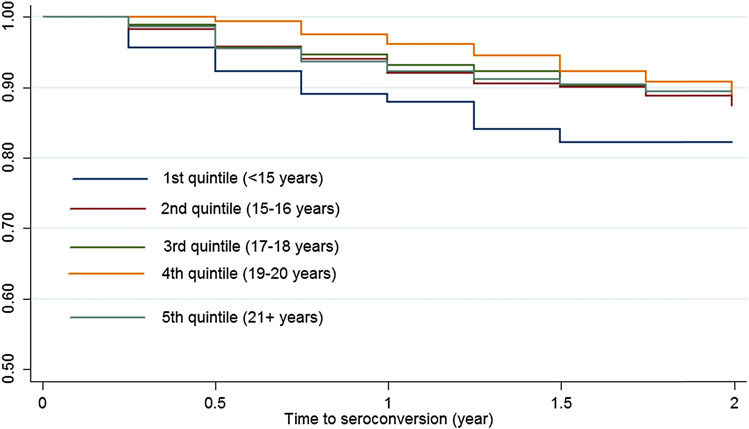 1.00
0.90
0.80
0.70
0.60
0.50
1st quintile (<15 years)
2nd quintile (15-16 years)
3rd quintile (17-18 years)
4th quintile (19-20 years)
5th quintile (21+ years)
0 0.5 1 1.5 2
Time to seroconversion (year)